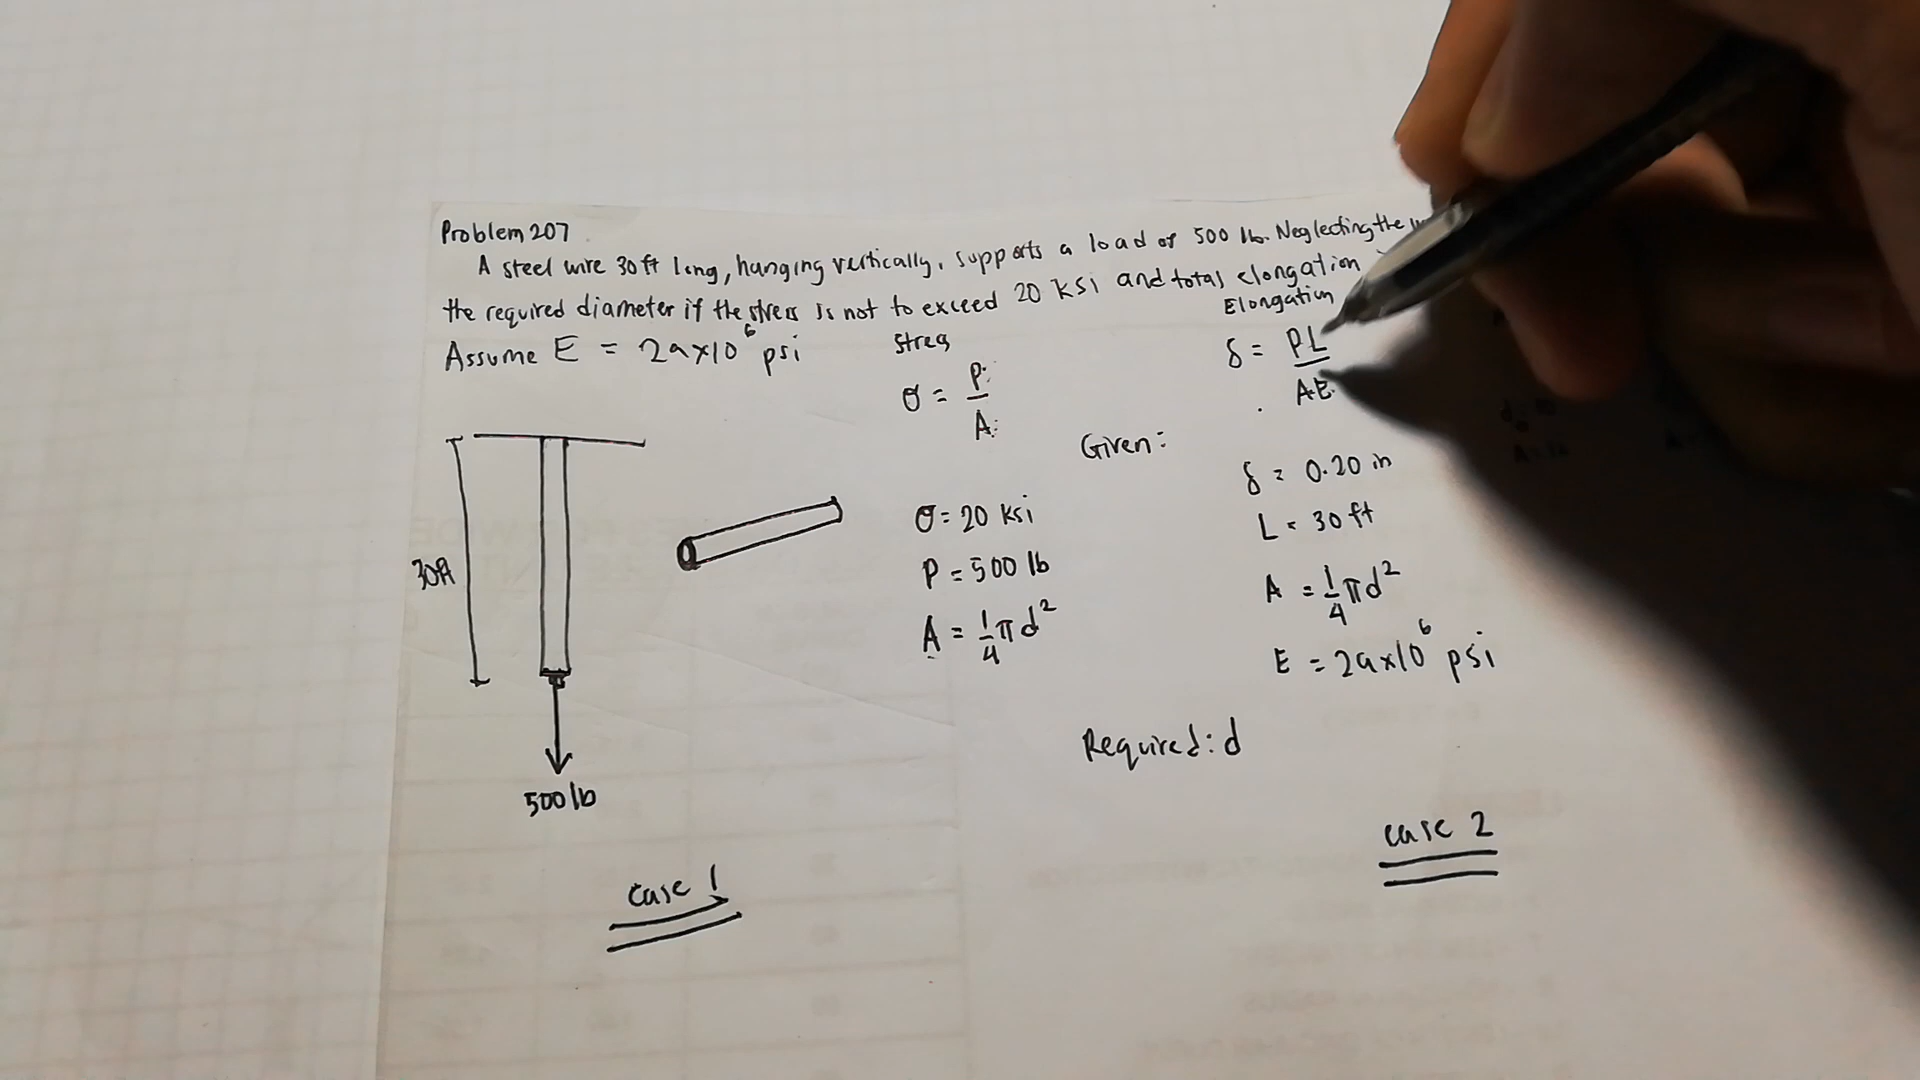 Problem 207
A steel wire 30 ft long, hanging vertically, supports a load of 500 lb. Neglecting the
the required diameter if the stress is not to exceed 20 ksi and total elongation
Assume E = 29x10⁶ psi
Stress
σ = P/A
Elongation
δ = PL/AE
Given:
σ = 20 ksi
P = 500 lb
A = 1/4 πd²
δ = 0.20 in
L = 30 ft
A = 1/4 πd²
E = 29x10⁶ psi
30ft
500 lb
Required: d
Case 1
Case 2